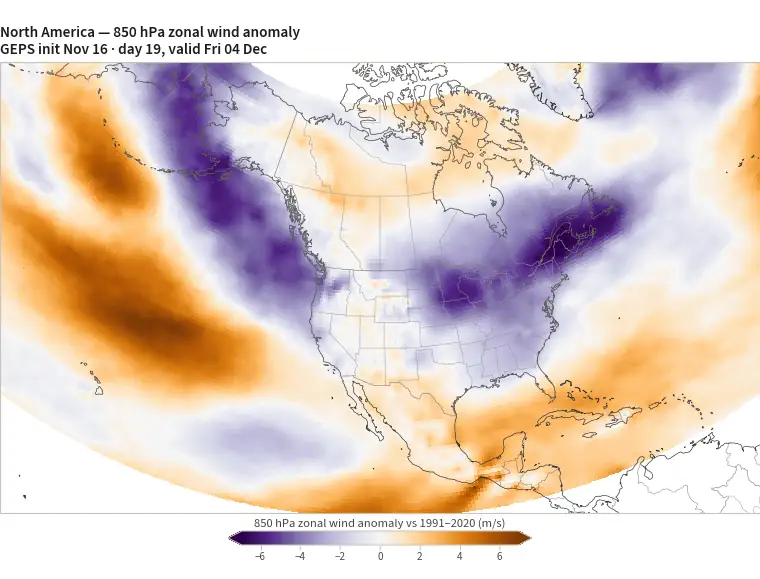 North America — 850 hPa zonal wind anomaly
GEPS init Nov 16 · day 19, valid Fri 04 Dec
850 hPa zonal wind anomaly vs 1991–2020 (m/s)
−6 −4 −2 0 2 4 6